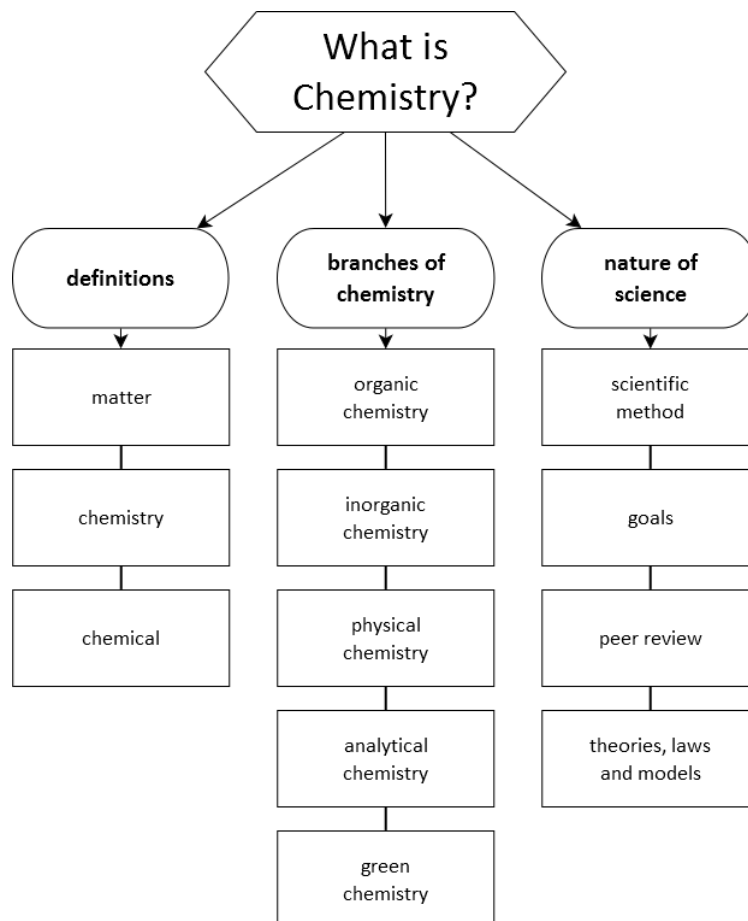 What is
Chemistry?
definitions
matter
chemistry
chemical
branches of
chemistry
organic
chemistry
inorganic
chemistry
physical
chemistry
analytical
chemistry
green
chemistry
nature of
science
scientific
method
goals
peer review
theories, laws
and models